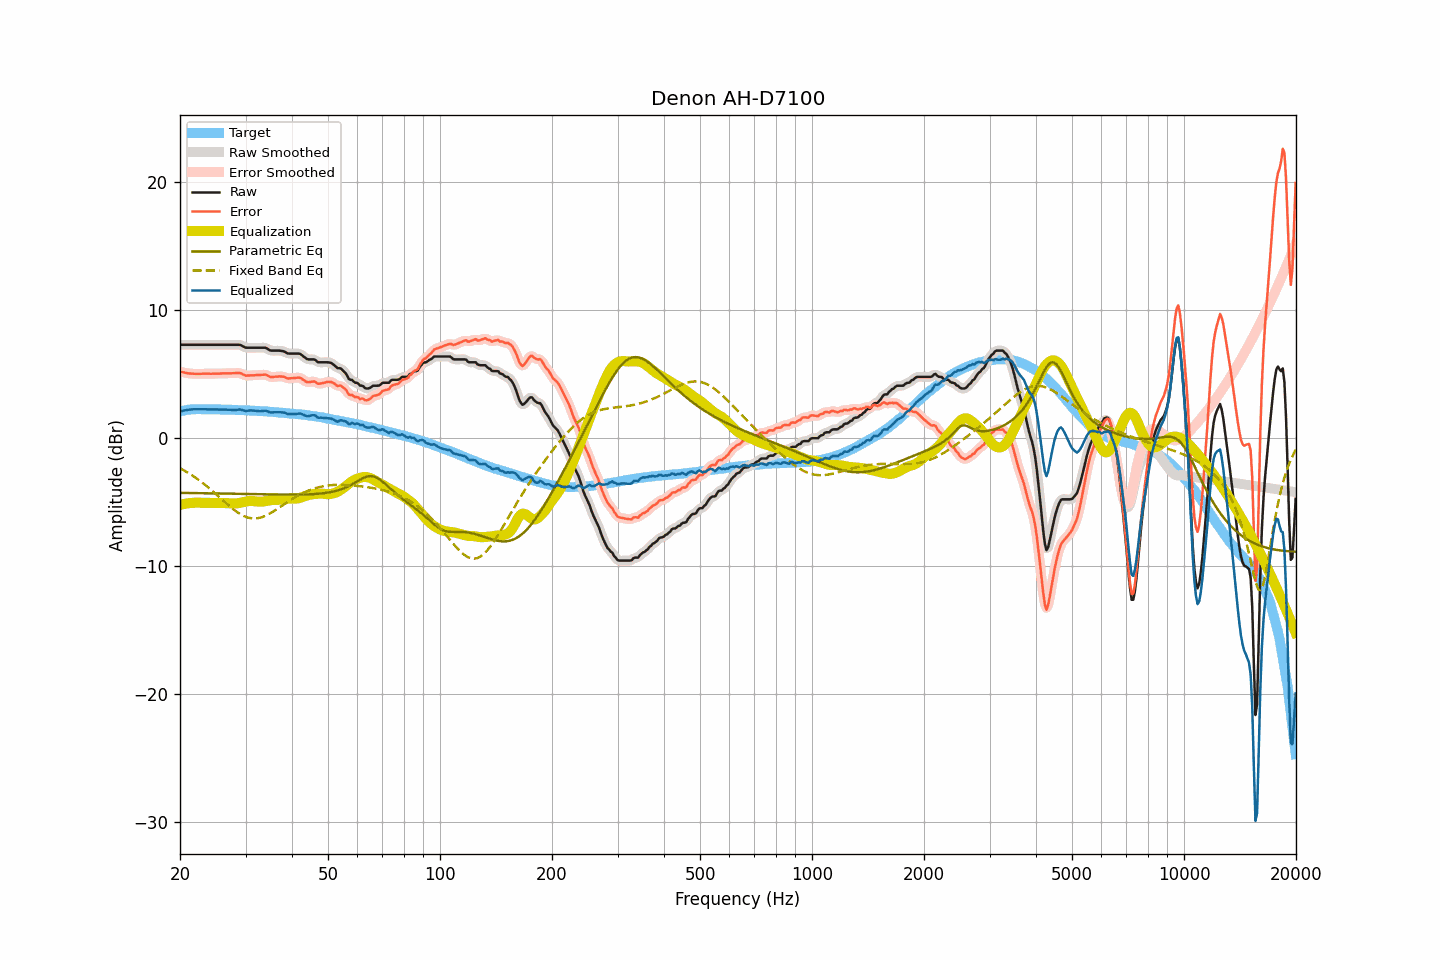 Denon AH-D7100
Target
Raw Smoothed
Error Smoothed
Raw
Error
Equalization
Parametric Eq
Fixed Band Eq
Equalized
20
10
0
−10
−20
−30
Amplitude (dBr)
20 50 100 200 500 1000 2000 5000 10000 20000
Frequency (Hz)